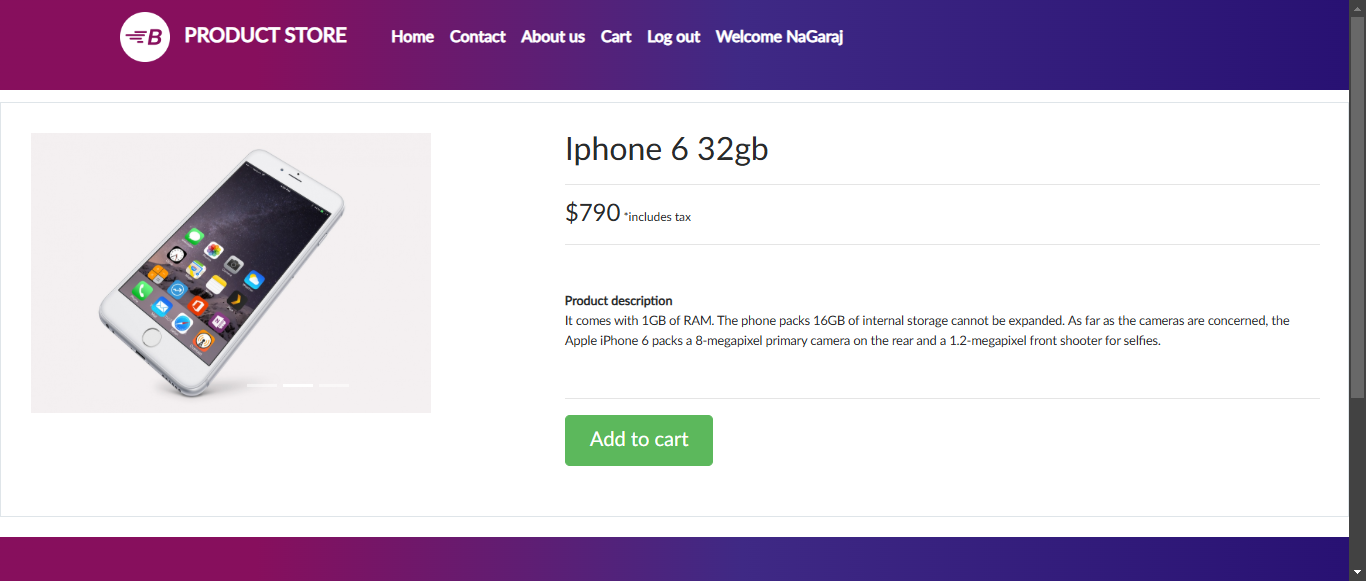 B PRODUCT STORE Home Contact About us Cart Log out Welcome NaGaraj
Iphone 6 32gb
$790 *includes tax
Product description
It comes with 1GB of RAM. The phone packs 16GB of internal storage cannot be expanded. As far as the cameras are concerned, the
Apple iPhone 6 packs a 8-megapixel primary camera on the rear and a 1.2-megapixel front shooter for selfies.
Add to cart